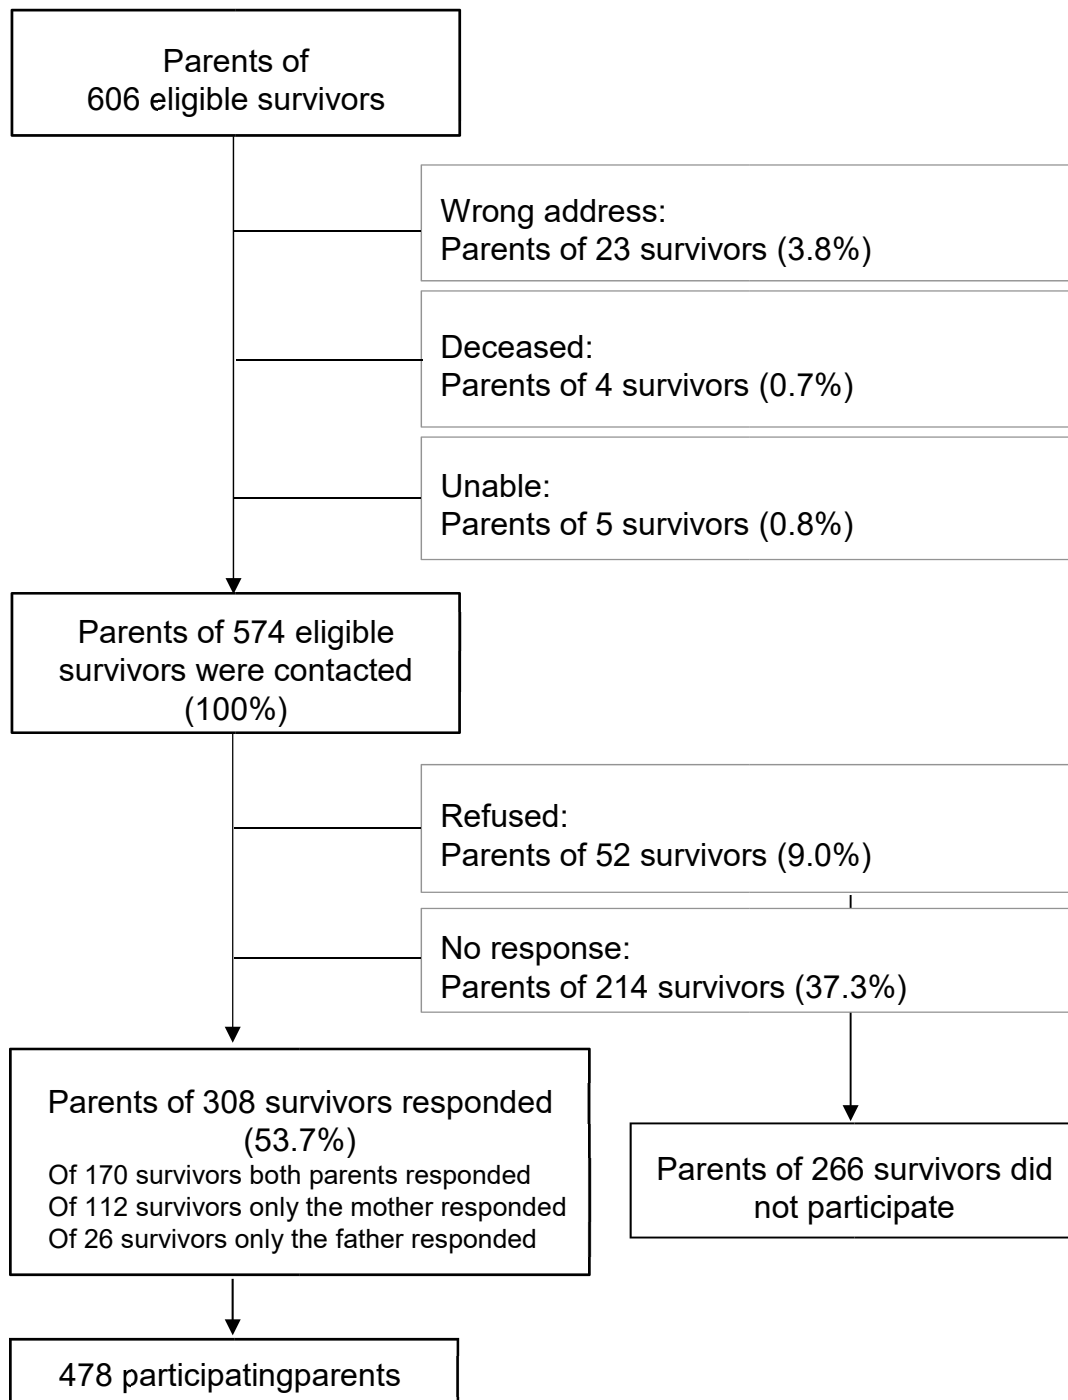 Parents of
606 eligible survivors
Wrong address:
Parents of 23 survivors (3.8%)
Deceased:
Parents of 4 survivors (0.7%)
Unable:
Parents of 5 survivors (0.8%)
Parents of 574 eligible
survivors were contacted
(100%)
Refused:
Parents of 52 survivors (9.0%)
No response:
Parents of 214 survivors (37.3%)
Parents of 308 survivors responded
(53.7%)
Of 170 survivors both parents responded
Of 112 survivors only the mother responded
Of 26 survivors only the father responded
Parents of 266 survivors did
not participate
478 participatingparents